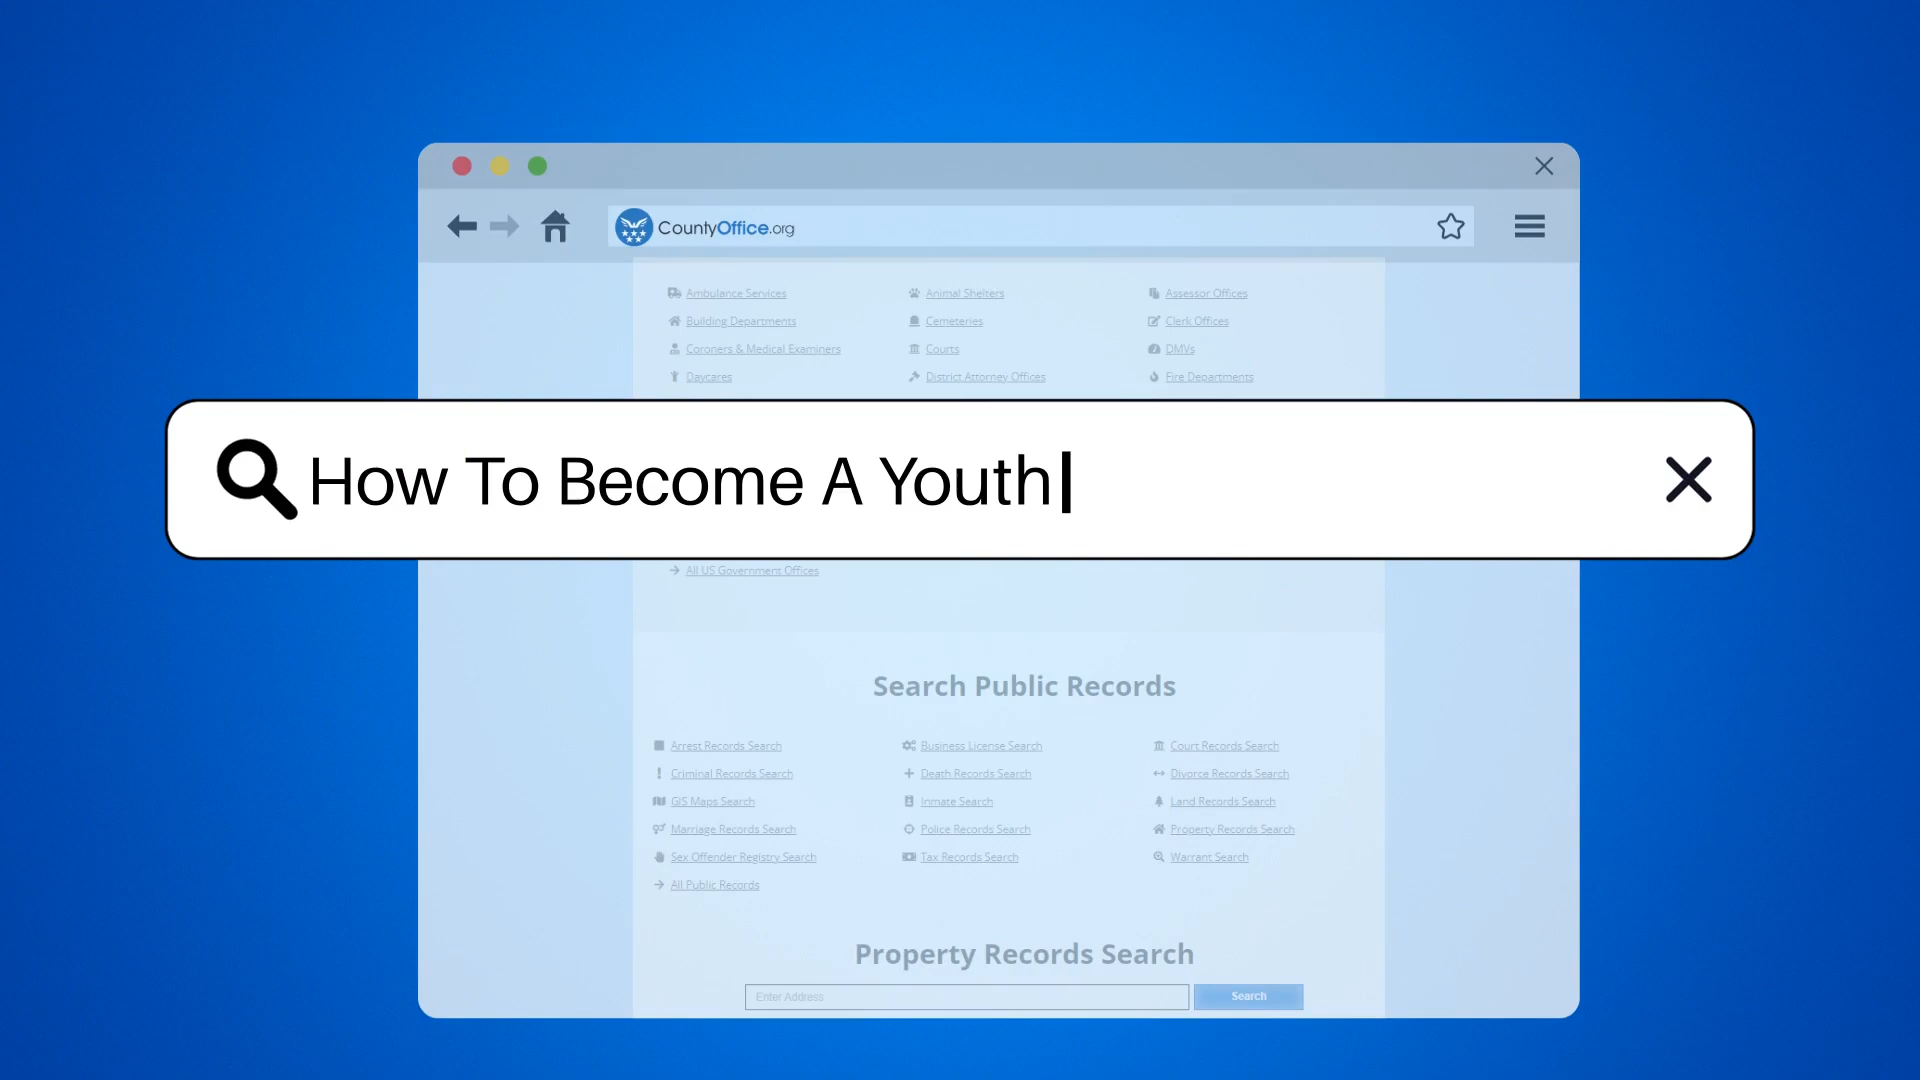 CountyOffice.org
Ambulance Services Animal Shelters Assessor Offices
Building Departments Cemeteries Clerk Offices
Coroners & Medical Examiners Courts DMVs
Daycares District Attorney Offices Fire Departments
How To Become A Youth
All US Government Offices
Search Public Records
Arrest Records Search Business License Search Court Records Search
Criminal Records Search Death Records Search Divorce Records Search
GIS Maps Search Inmate Search Land Records Search
Marriage Records Search Police Records Search Property Records Search
Sex Offender Registry Search Tax Records Search Warrant Search
All Public Records
Property Records Search
Enter Address Search